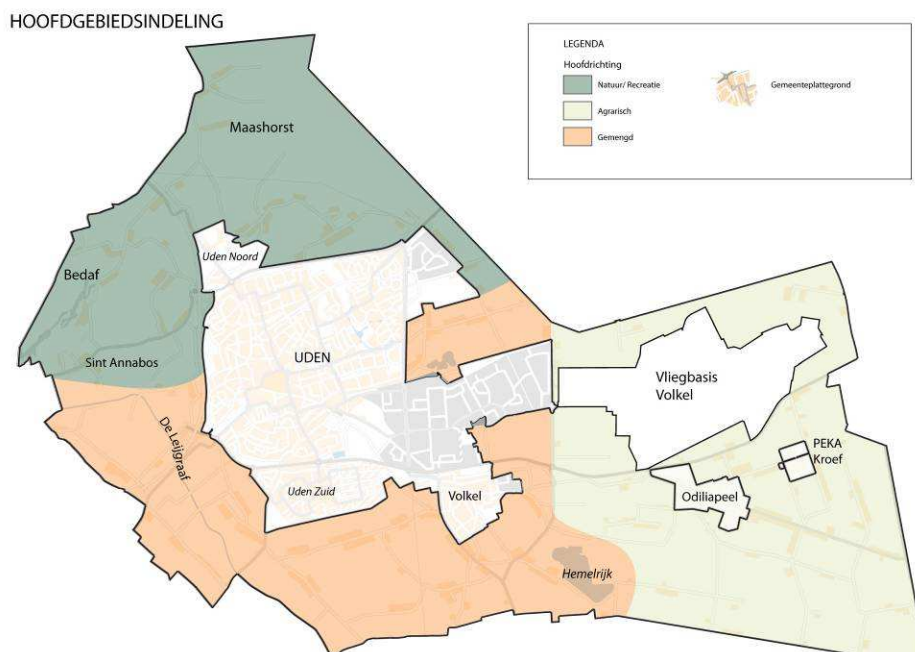 HOOFDGEBIEDSINDELING
LEGENDA
Hoofdrichting
Natuur/ Recreatie
Gemeenteplattegrond
Agrarisch
Gemengd
Maashorst
Uden Noord
Bedaf
Sint Annabos
UDEN
Vliegbasis
Volkel
De Leijgraaf
PEKA
Kroef
Uden Zuid
Volkel
Odiliapeel
Hemelrijk